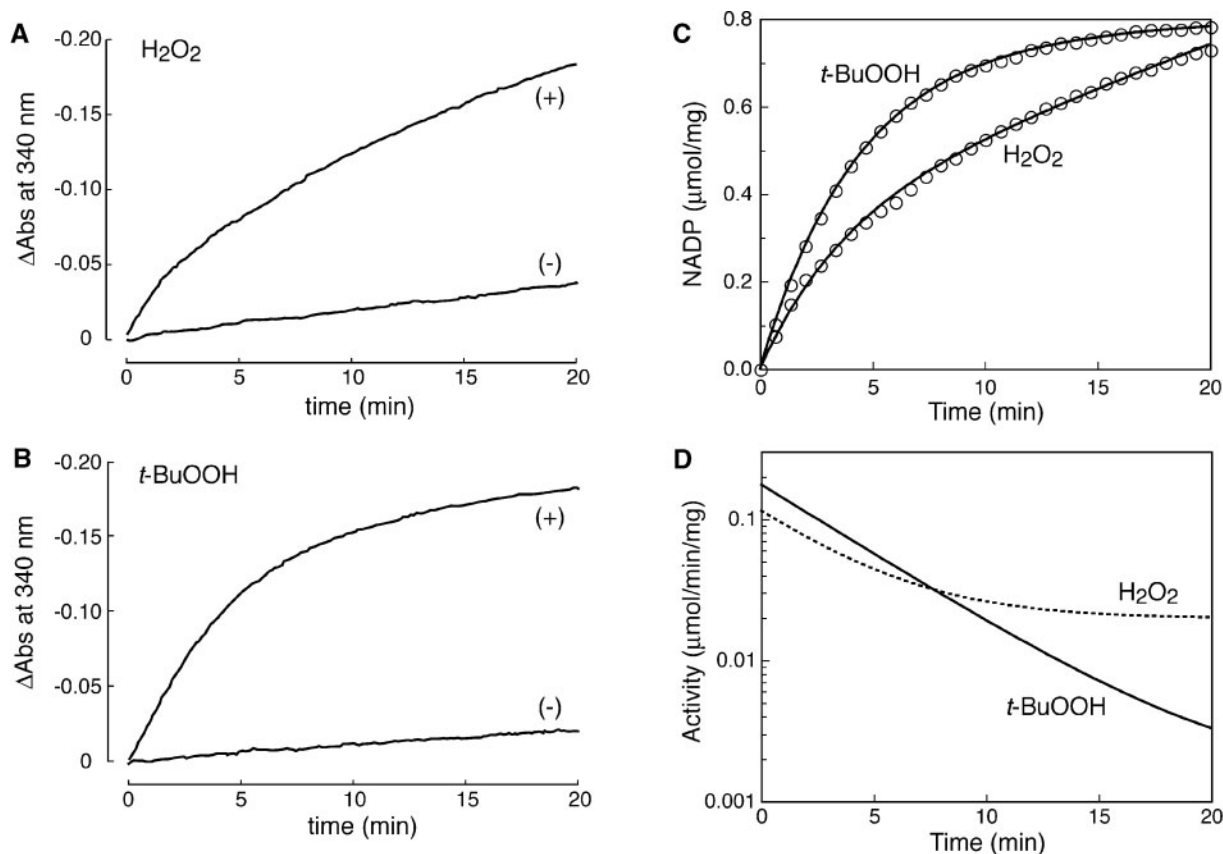 A
H₂O₂
ΔAbs at 340 nm
-0.20
-0.15
-0.10
-0.05
0
(+)
(-)
0 5 10 15 20
time (min)
B
t-BuOOH
ΔAbs at 340 nm
-0.20
-0.15
-0.10
-0.05
0
(+)
(-)
0 5 10 15 20
time (min)
C
NADP (μmol/mg)
0.8
0.6
0.4
0.2
0.0
t-BuOOH
H₂O₂
0 5 10 15 20
Time (min)
D
Activity (μmol/min/mg)
0.1
0.01
0.001
H₂O₂
t-BuOOH
0 5 10 15 20
Time (min)